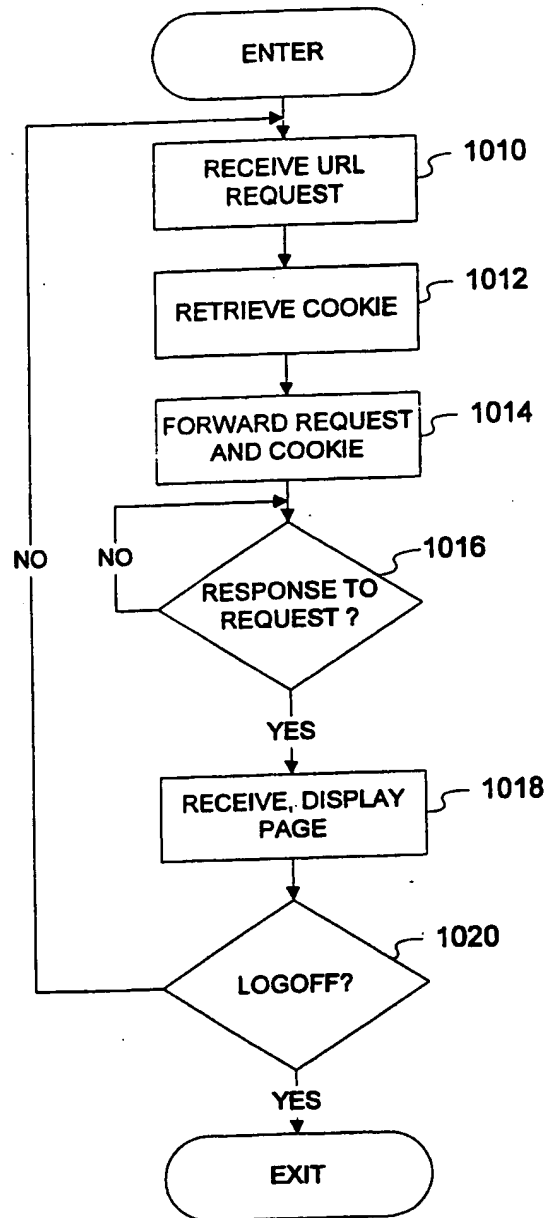 ENTER
RECEIVE URL
REQUEST
1010
RETRIEVE COOKIE
1012
FORWARD REQUEST
AND COOKIE
1014
NO
NO
RESPONSE TO
REQUEST ?
1016
YES
RECEIVE, DISPLAY
PAGE
1018
LOGOFF?
1020
YES
EXIT